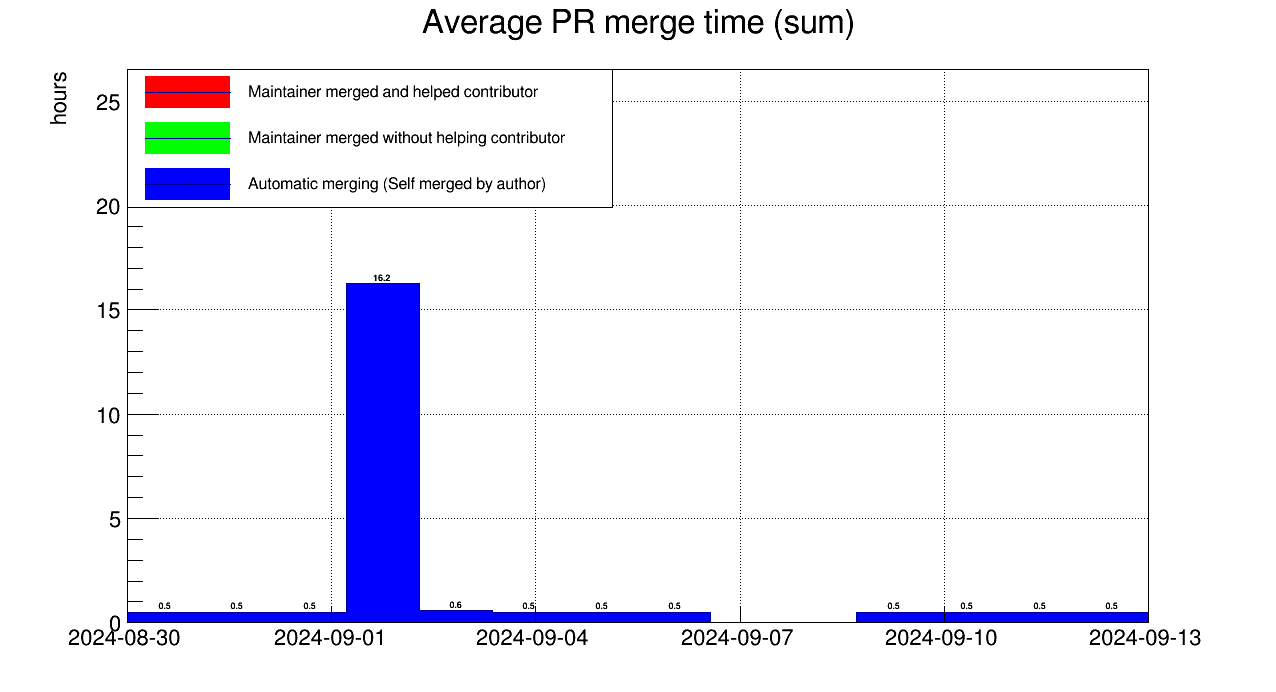 Average PR merge time (sum)
hours
Maintainer merged and helped contributor
Maintainer merged without helping contributor
Automatic merging (Self merged by author)
25
20
15
10
5
0
16.2
0.5 0.5 0.5 0.6 0.5 0.5 0.5 0.5 0.5 0.5 0.5
2024-08-30 2024-09-01 2024-09-04 2024-09-07 2024-09-10 2024-09-13